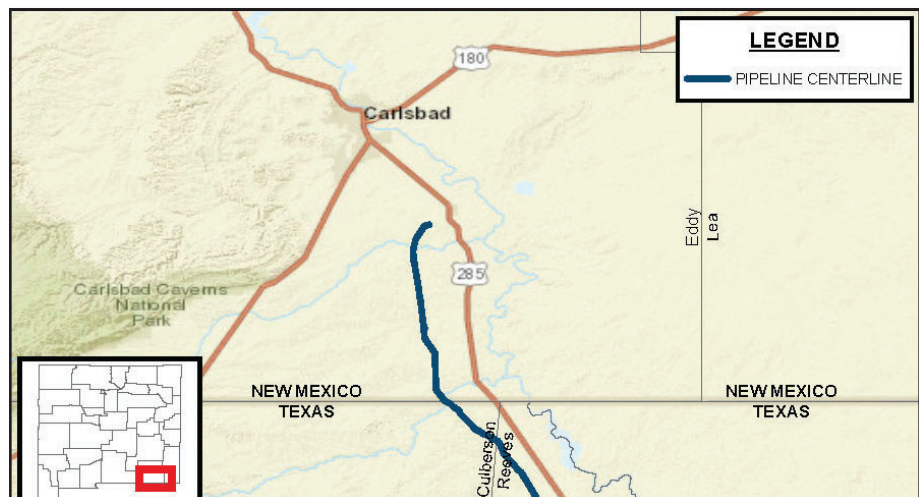 LEGEND
PIPELINE CENTERLINE
180
Carlsbad
Eddy
Lea
285
Carlsbad Caverns
National
Park
NEW MEXICO
TEXAS
NEW MEXICO
TEXAS
Culberson
Reeves